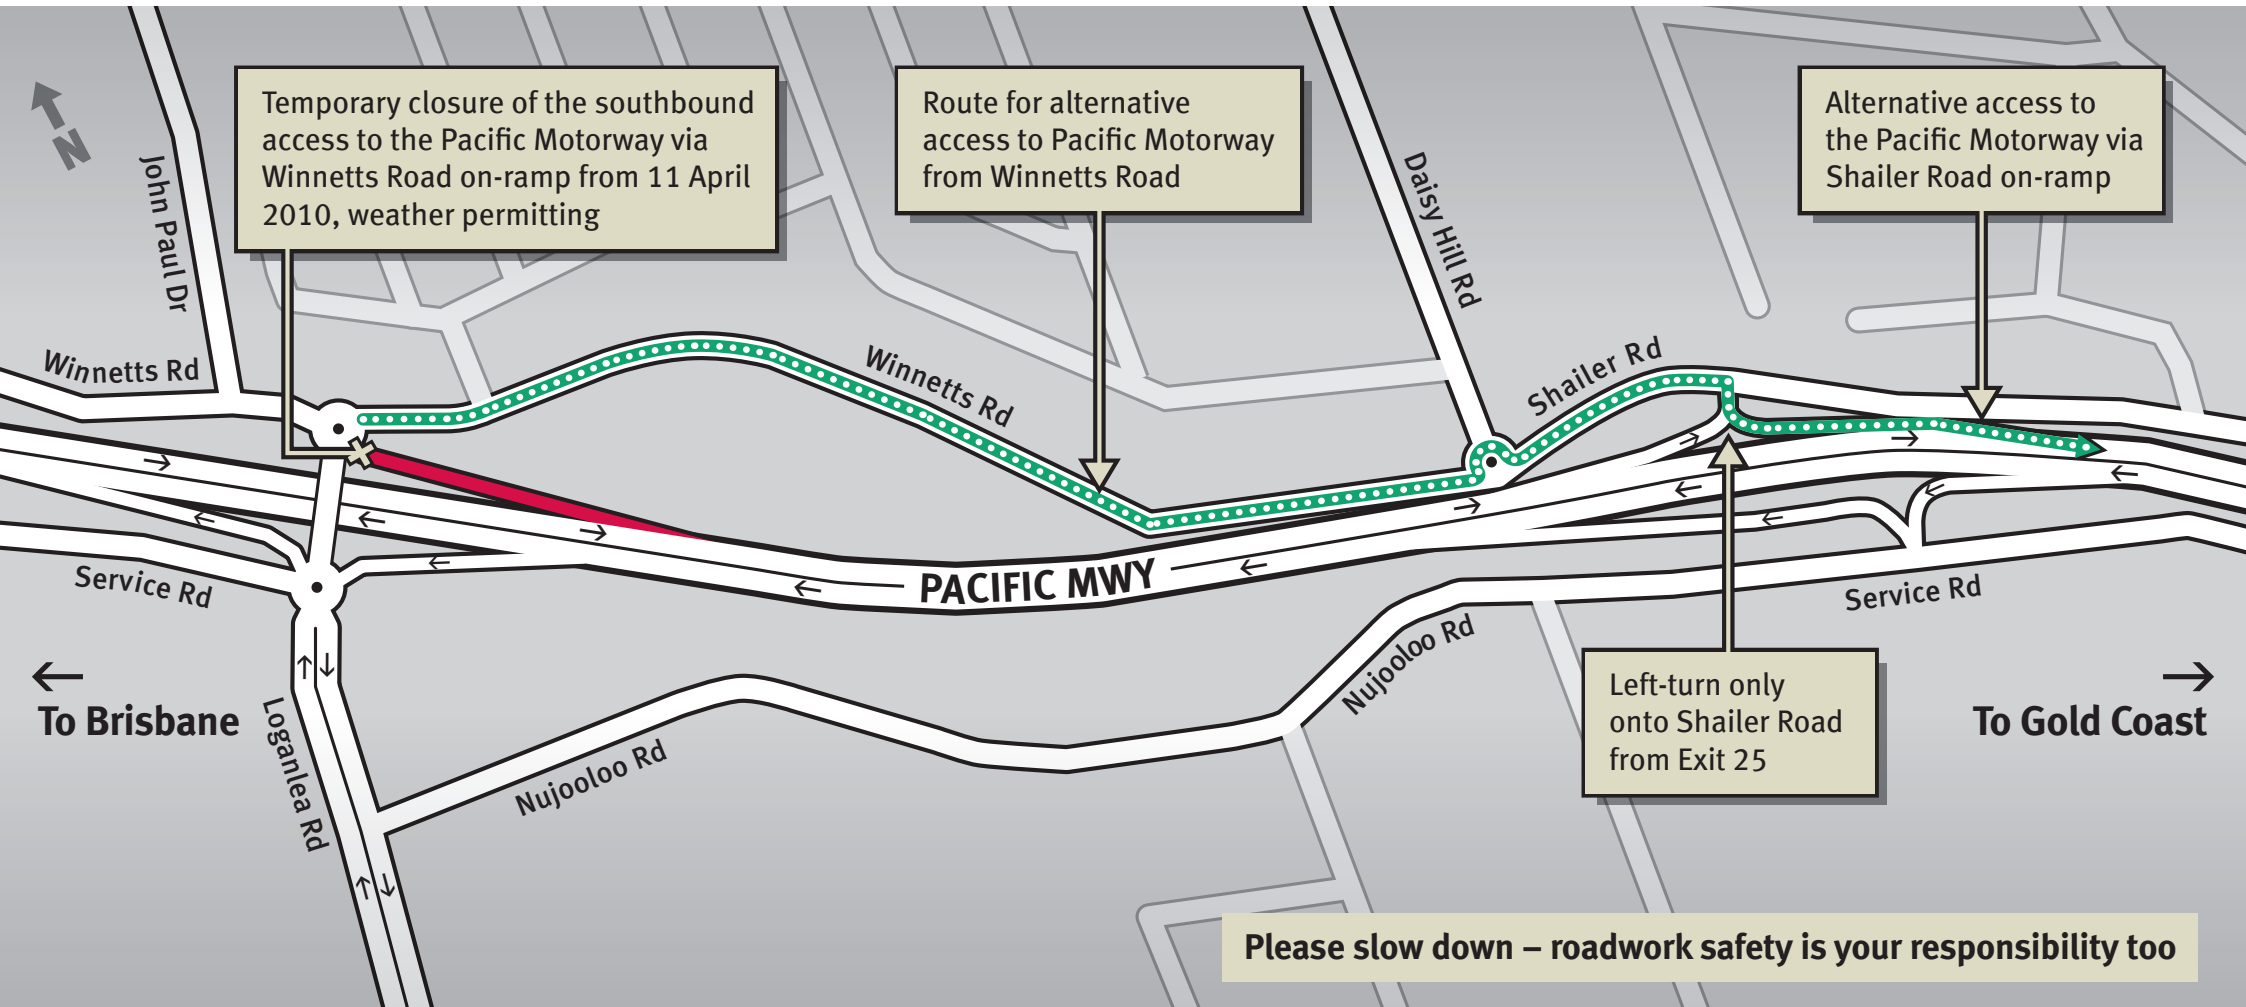 Temporary closure of the southbound
access to the Pacific Motorway via
Winnetts Road on-ramp from 11 April
2010, weather permitting
Route for alternative
access to Pacific Motorway
from Winnetts Road
Alternative access to
the Pacific Motorway via
Shailer Road on-ramp
N
John Paul Dr
Daisy Hill Rd
Winnetts Rd
Winnetts Rd
Shailer Rd
PACIFIC MWY
Service Rd
Service Rd
Nujooloo Rd
Left-turn only
onto Shailer Road
from Exit 25
To Brisbane
To Gold Coast
Loganlea Rd
Nujooloo Rd
Please slow down – roadwork safety is your responsibility too